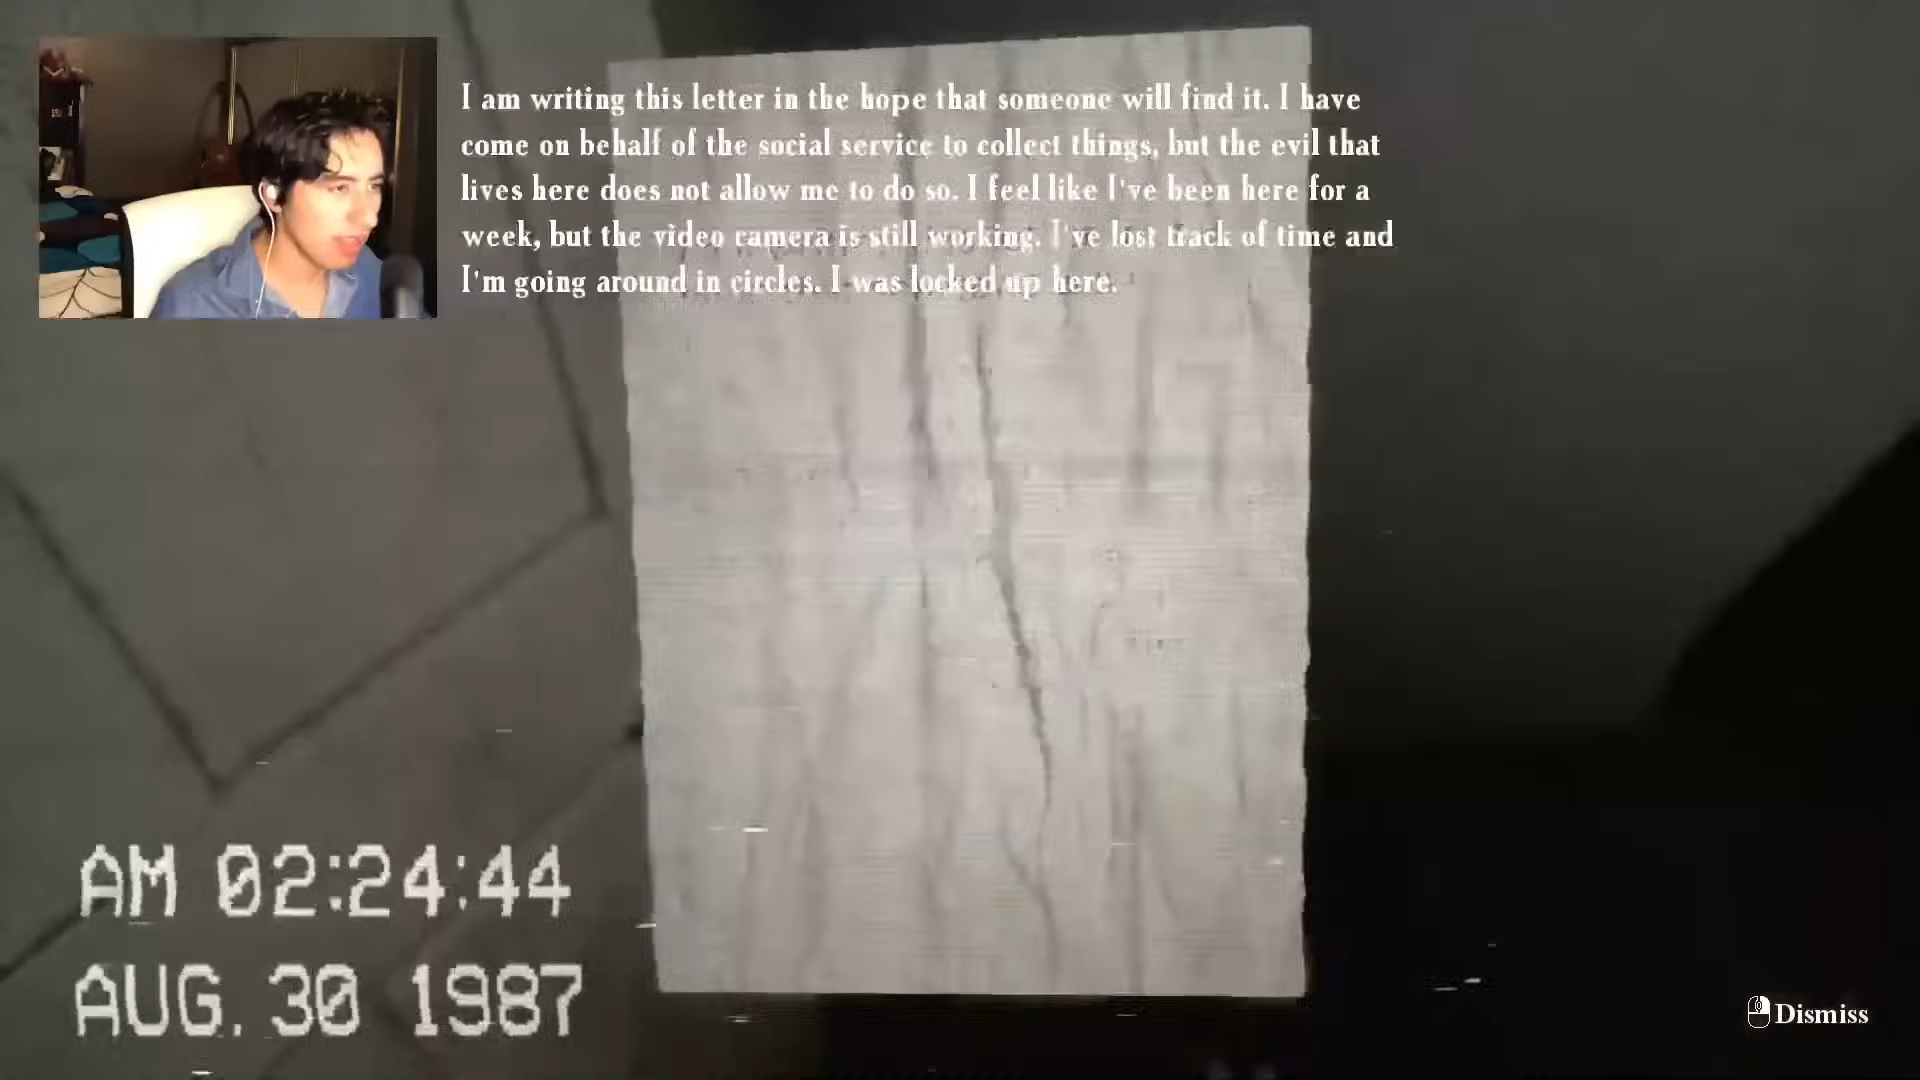 I am writing this letter in the hope that someone will find it. I have
come on behalf of the social service to collect things, but the evil that
lives here does not allow me to do so. I feel like I've been here for a
week, but the video camera is still working. I've lost track of time and
I'm going around in circles. I was locked up here.
AM 02:24:44
AUG. 30 1987
Dismiss